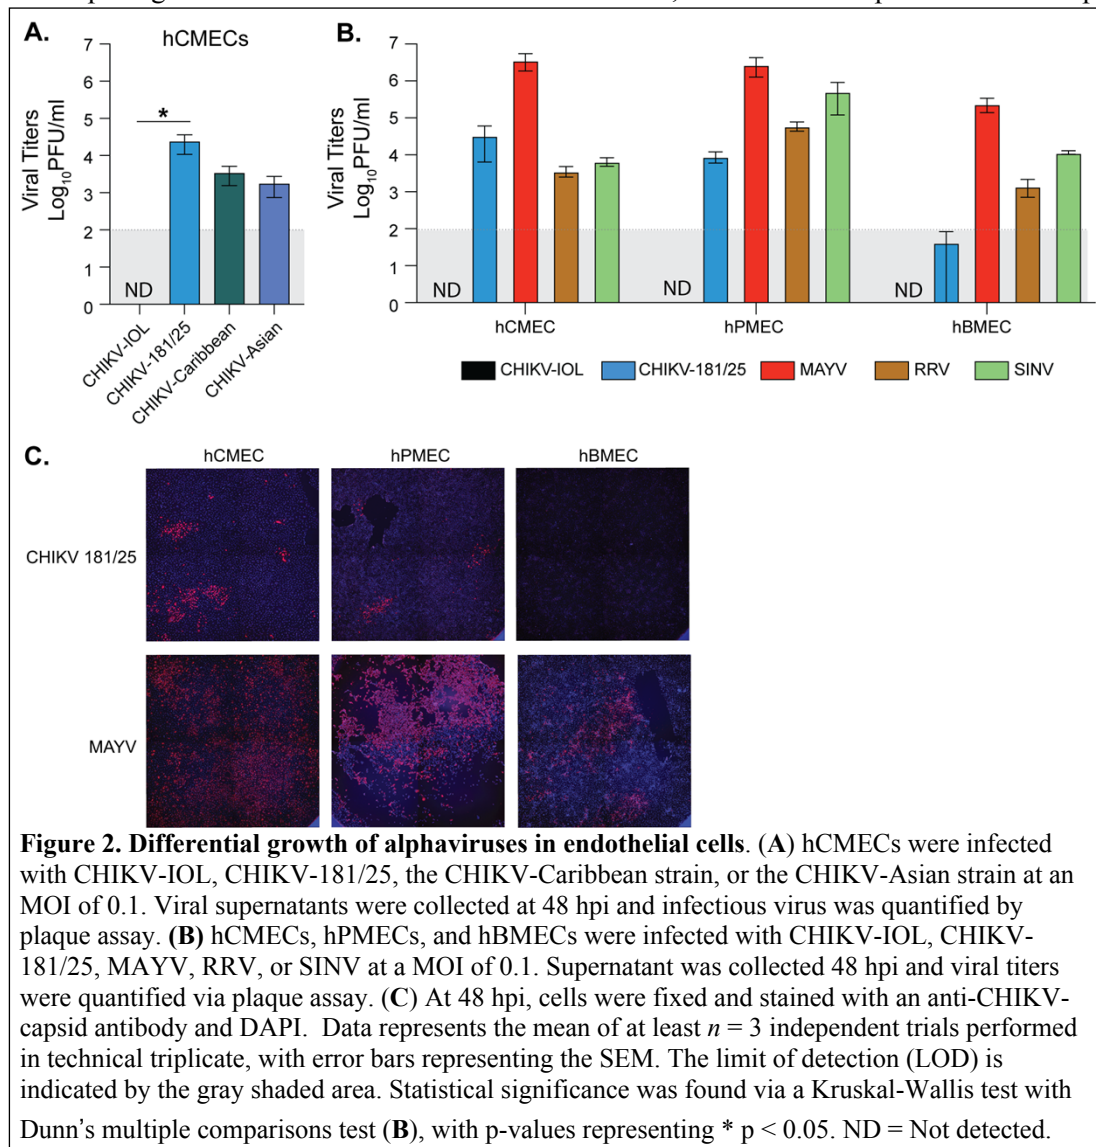 A.
hCMECs
7
6
5
4
3
2
1
0
Viral Titers
Log10PFU/ml
*
ND
CHIKV-IOL
CHIKV-181/25
CHIKV-Caribbean
CHIKV-Asian
B.
7
6
5
4
3
2
1
0
Viral Titers
Log10PFU/ml
ND
ND
ND
hCMEC hPMEC hBMEC
CHIKV-IOL CHIKV-181/25 MAYV RRV SINV
C.
hCMEC hPMEC hBMEC
CHIKV 181/25
MAYV
Figure 2. Differential growth of alphaviruses in endothelial cells. (A) hCMECs were infected
with CHIKV-IOL, CHIKV-181/25, the CHIKV-Caribbean strain, or the CHIKV-Asian strain at an
MOI of 0.1. Viral supernatants were collected at 48 hpi and infectious virus was quantified by
plaque assay. (B) hCMECs, hPMECs, and hBMECs were infected with CHIKV-IOL, CHIKV-
181/25, MAYV, RRV, or SINV at a MOI of 0.1. Supernatant was collected 48 hpi and viral titers
were quantified via plaque assay. (C) At 48 hpi, cells were fixed and stained with an anti-CHIKV-
capsid antibody and DAPI. Data represents the mean of at least n = 3 independent trials performed
in technical triplicate, with error bars representing the SEM. The limit of detection (LOD) is
indicated by the gray shaded area. Statistical significance was found via a Kruskal-Wallis test with
Dunn's multiple comparisons test (B), with p-values representing * p < 0.05. ND = Not detected.